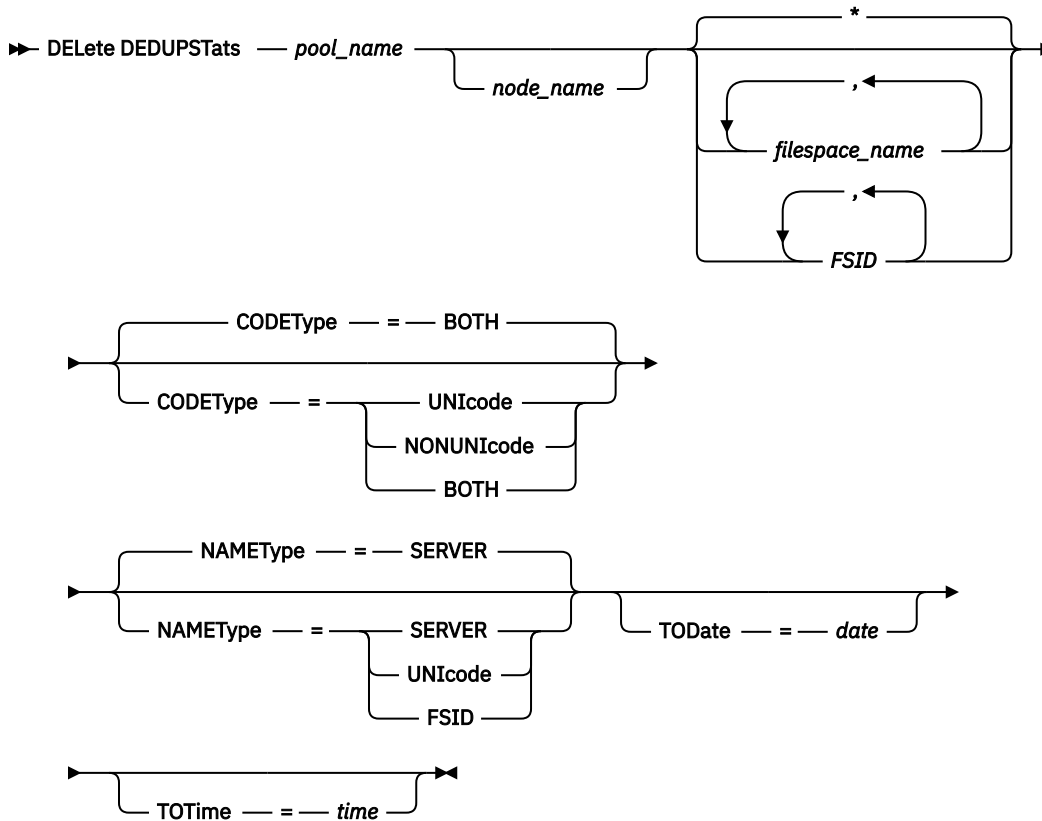 *
DELete DEDUPSTats pool_name
node_name
,
filespace_name
,
FSID
CODEType = BOTH
CODEType = UNIcode
NONUNIcode
BOTH
NAMEType = SERVER
NAMEType = SERVER
UNIcode
FSID
TODate = date
TOTime = time